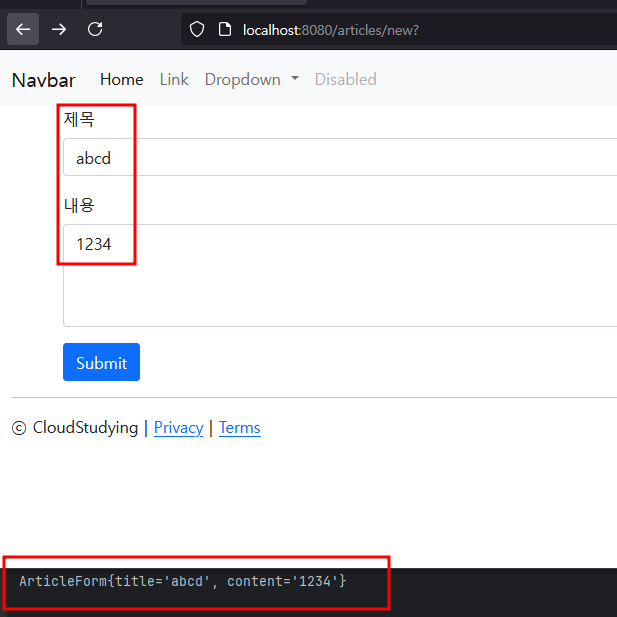 localhost:8080/articles/new?
Navbar Home Link Dropdown Disabled
제목
abcd
내용
1234
Submit
ⓒ CloudStudying | Privacy | Terms
ArticleForm{title='abcd', content='1234'}